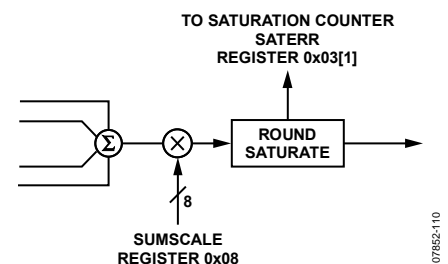 TO SATURATION COUNTER
SATERR
REGISTER 0x03[1]
Σ
×
ROUND
SATURATE
8
SUMSCALE
REGISTER 0x08
07852-110